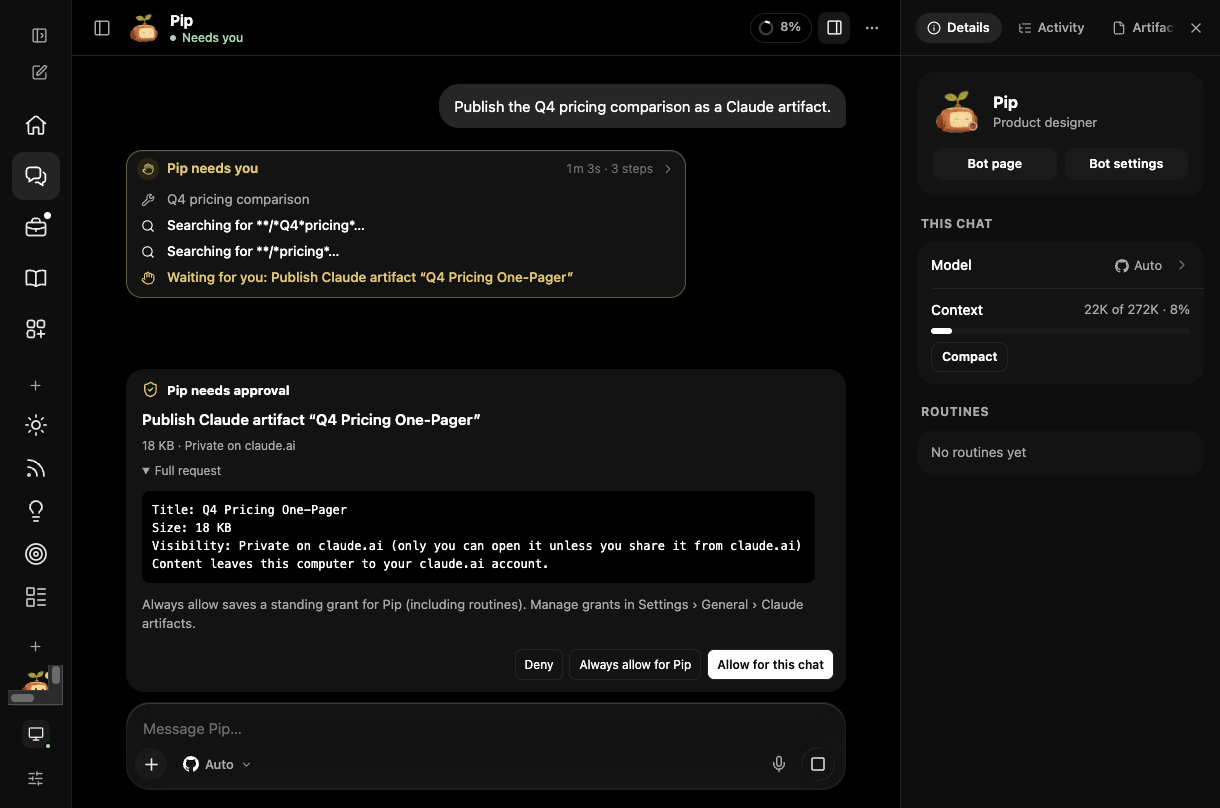 Pip
Needs you
8%
Details
Activity
Artifac
Publish the Q4 pricing comparison as a Claude artifact.
Pip needs you
1m 3s · 3 steps
Q4 pricing comparison
Searching for **/*Q4*pricing*...
Searching for **/*pricing*...
Waiting for you: Publish Claude artifact “Q4 Pricing One-Pager”
Pip needs approval
Publish Claude artifact “Q4 Pricing One-Pager”
18 KB · Private on claude.ai
Full request
Title: Q4 Pricing One-Pager
Size: 18 KB
Visibility: Private on claude.ai (only you can open it unless you share it from claude.ai)
Content leaves this computer to your claude.ai account.
Always allow saves a standing grant for Pip (including routines). Manage grants in Settings › General › Claude
artifacts.
Deny
Always allow for Pip
Allow for this chat
Message Pip...
Auto
Pip
Product designer
Bot page
Bot settings
THIS CHAT
Model
Auto
Context
22K of 272K · 8%
Compact
ROUTINES
No routines yet